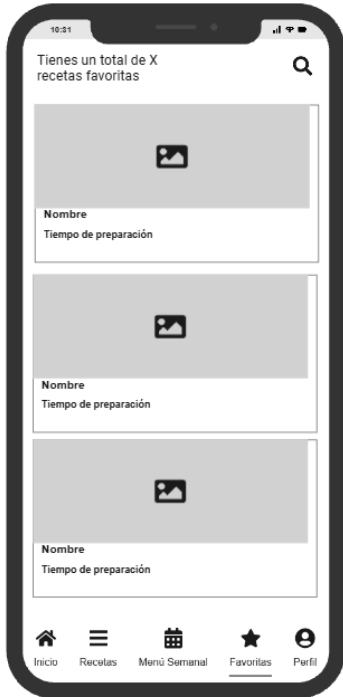 10:31
Tienes un total de X
recetas favoritas
Nombre
Tiempo de preparación
Nombre
Tiempo de preparación
Nombre
Tiempo de preparación
Inicio Recetas Menú Semanal Favoritas Perfil